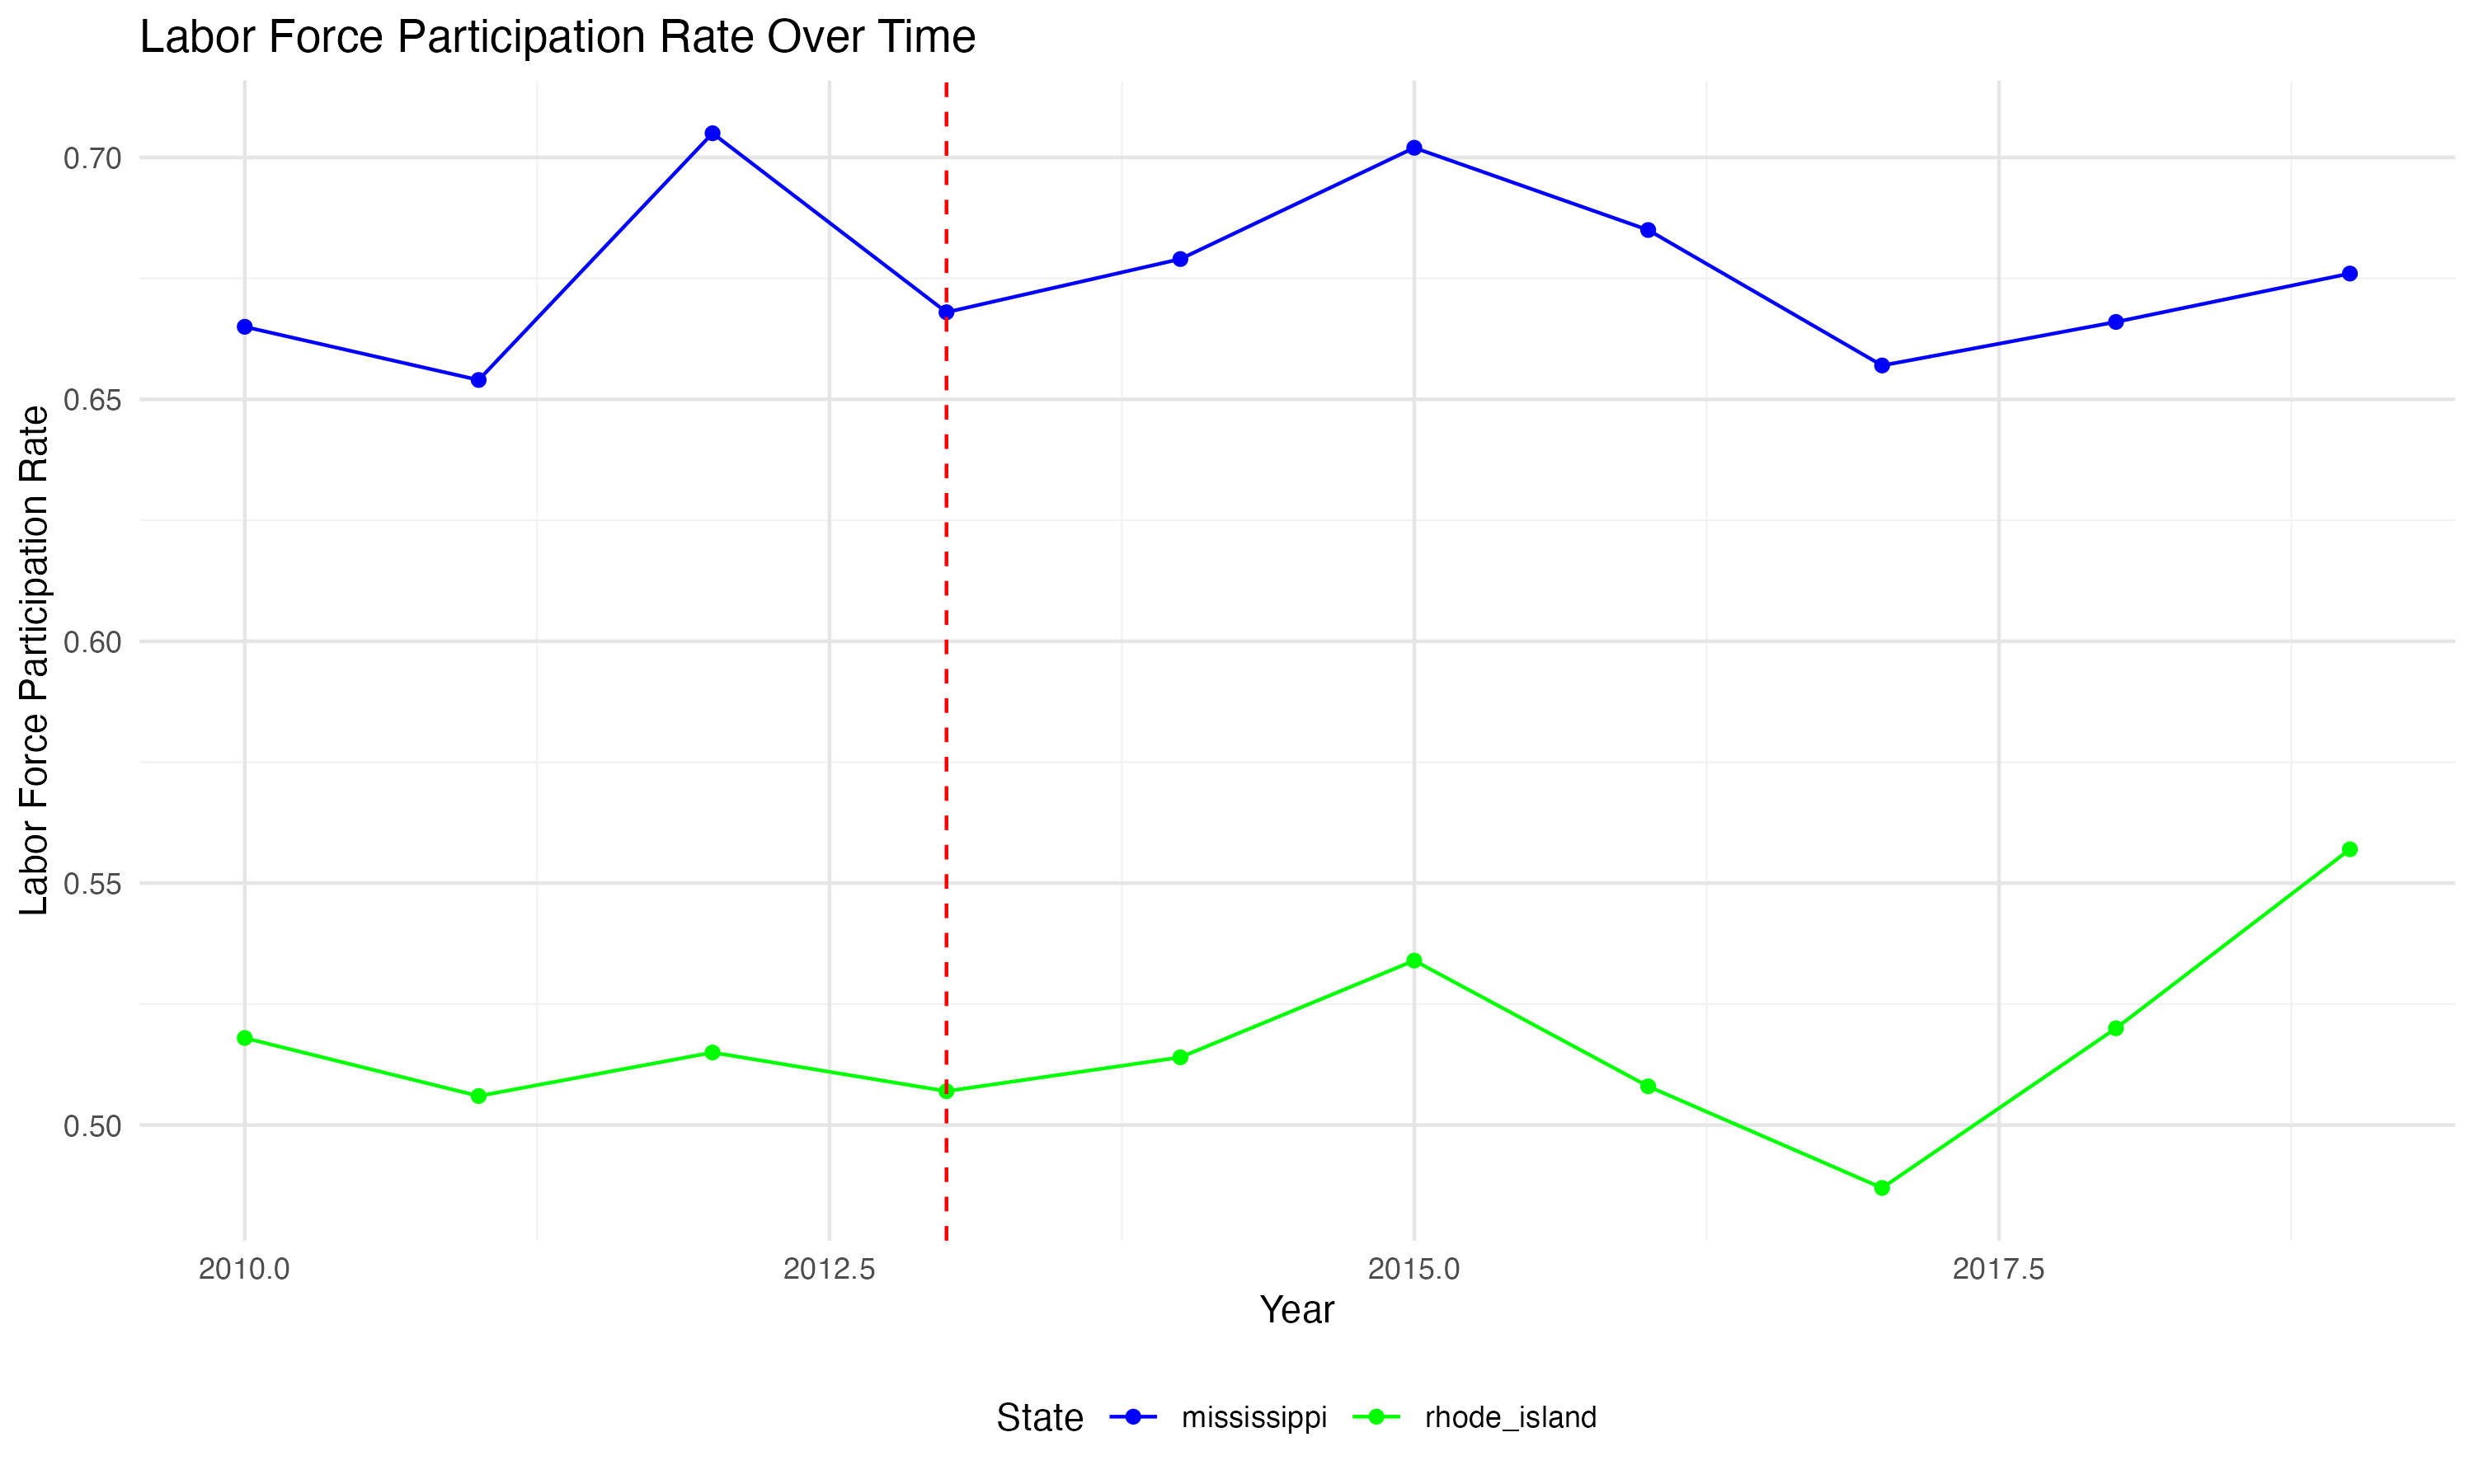 Labor Force Participation Rate Over Time
Labor Force Participation Rate
0.70
0.65
0.60
0.55
0.50
2010.0 2012.5 2015.0 2017.5
Year
State mississippi rhode_island